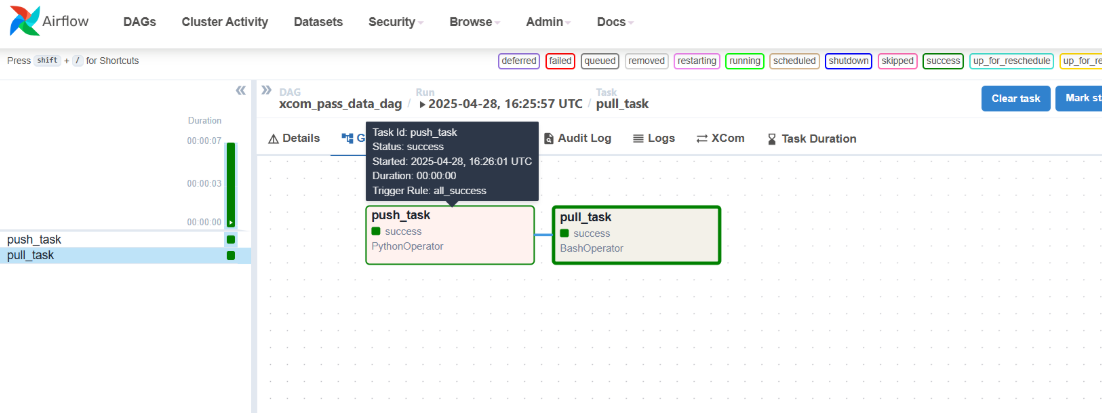 Airflow DAGs Cluster Activity Datasets Security Browse Admin Docs
Press shift + / for Shortcuts deferred failed queued removed restarting running scheduled shutdown skipped success up_for_reschedule up_for_re
DAG Run Task
xcom_pass_data_dag / 2025-04-28, 16:25:57 UTC / pull_task
Clear task Mark st
Duration
00:00:07
00:00:03
00:00:00
push_task
pull_task
Details G Audit Log Logs XCom Task Duration
Task Id: push_task
Status: success
Started: 2025-04-28, 16:26:01 UTC
Duration: 00:00:00
Trigger Rule: all_success
push_task
success
PythonOperator
pull_task
success
BashOperator